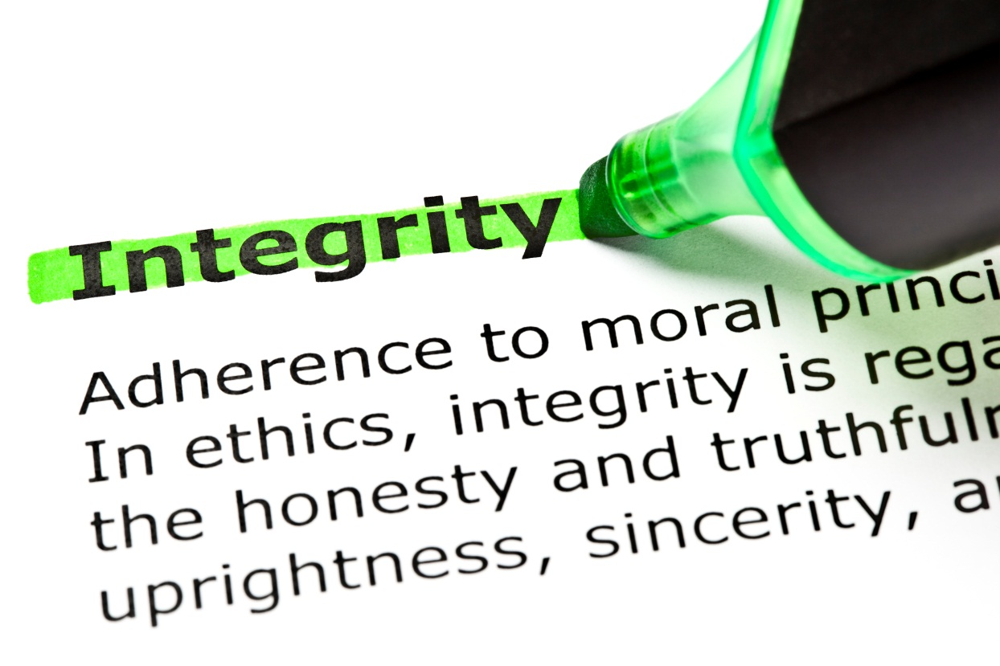 Integrity
Adherence to moral
In ethics, integrity is
the honesty and
uprightness, sincerity,